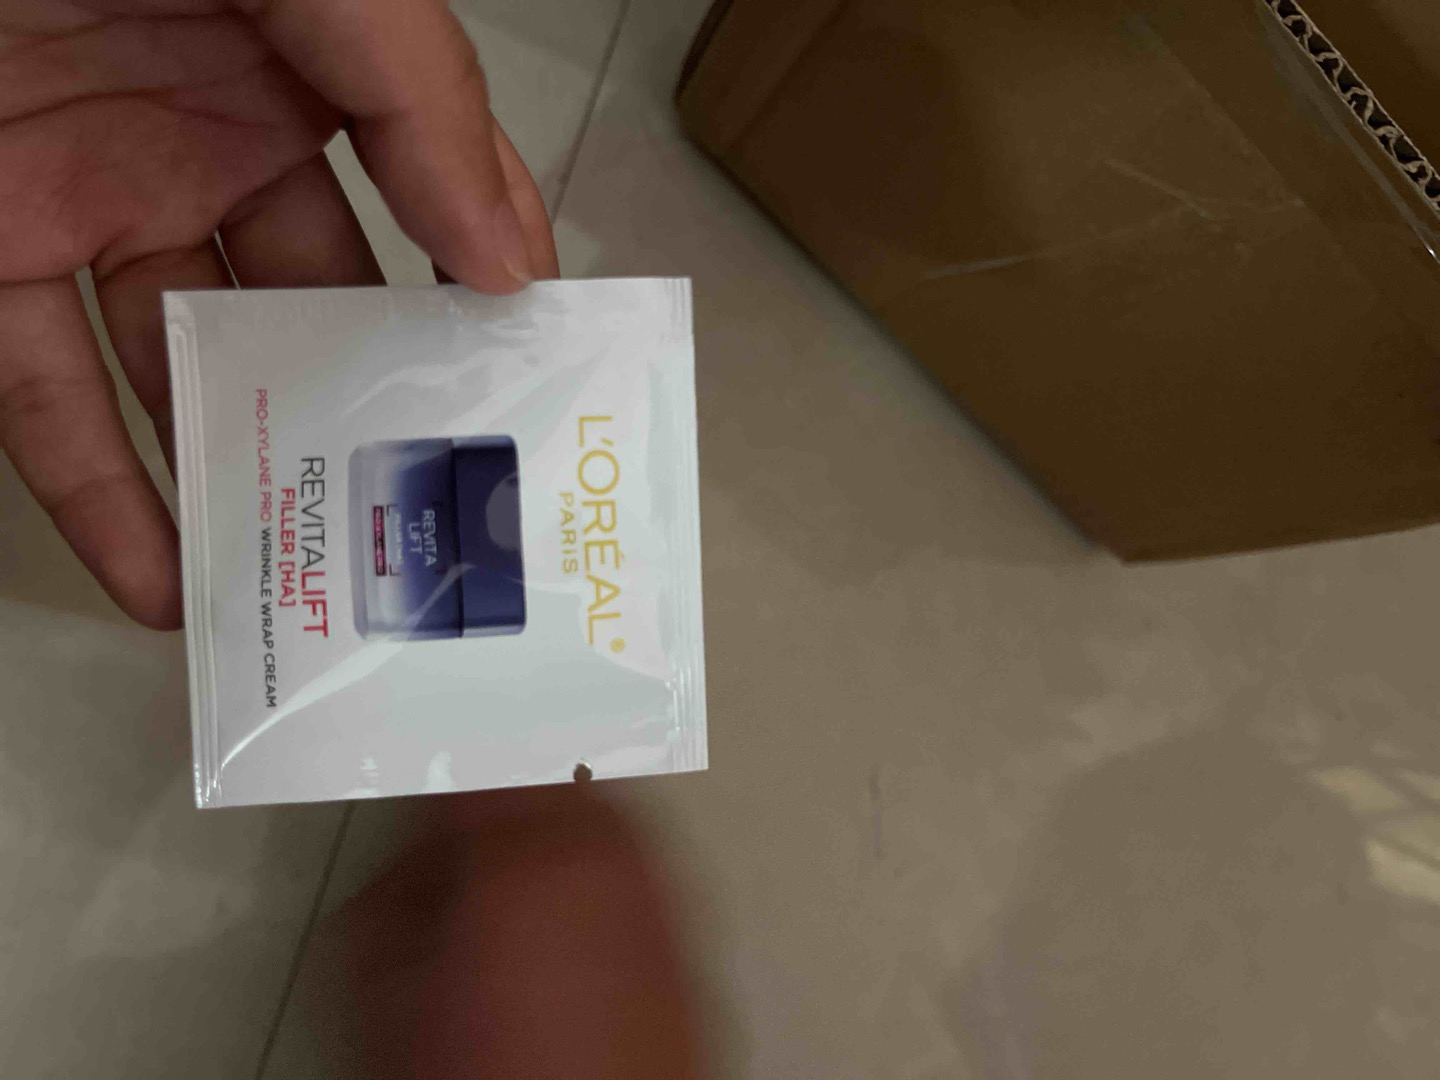 L'ORÉAL®
PARIS
REVITA
LIFT
REVITALIFT
FILLER [HA]
PRO-XYLANE PRO WRINKLE WRAP CREAM